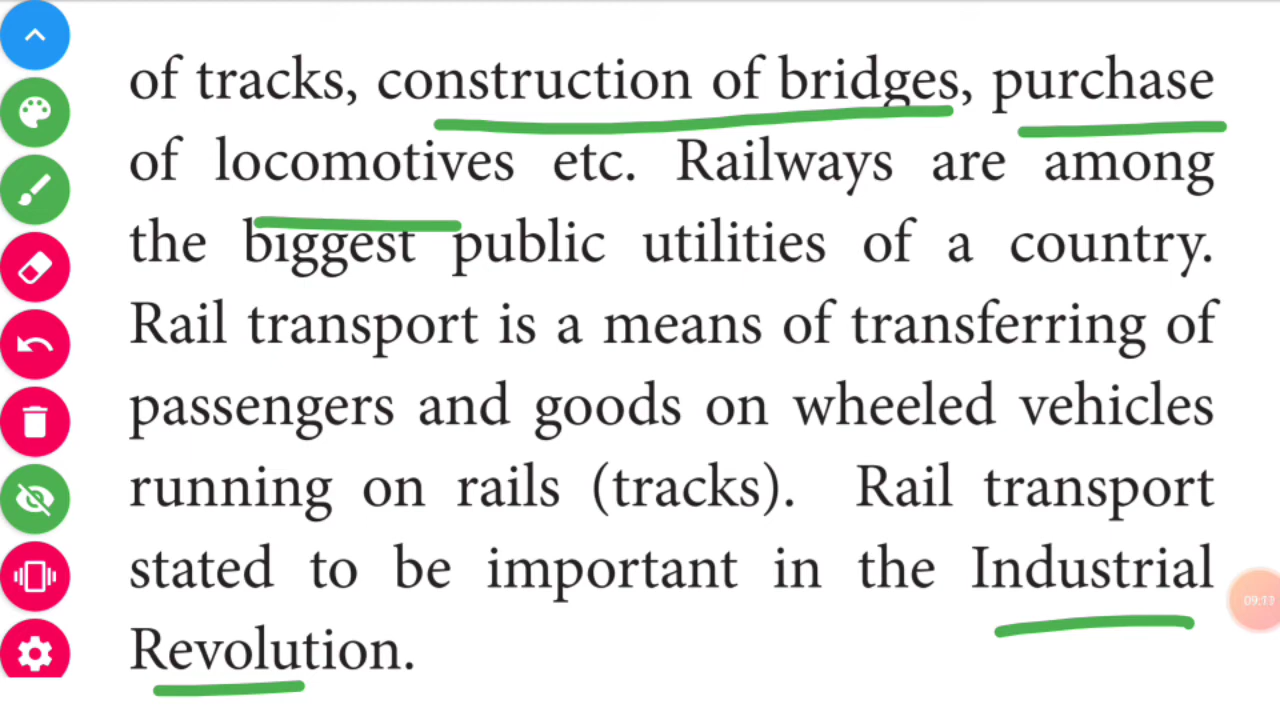 of tracks, construction of bridges, purchase
of locomotives etc. Railways are among
the biggest public utilities of a country.
Rail transport is a means of transferring of
passengers and goods on wheeled vehicles
running on rails (tracks). Rail transport
stated to be important in the Industrial
Revolution.
09:11